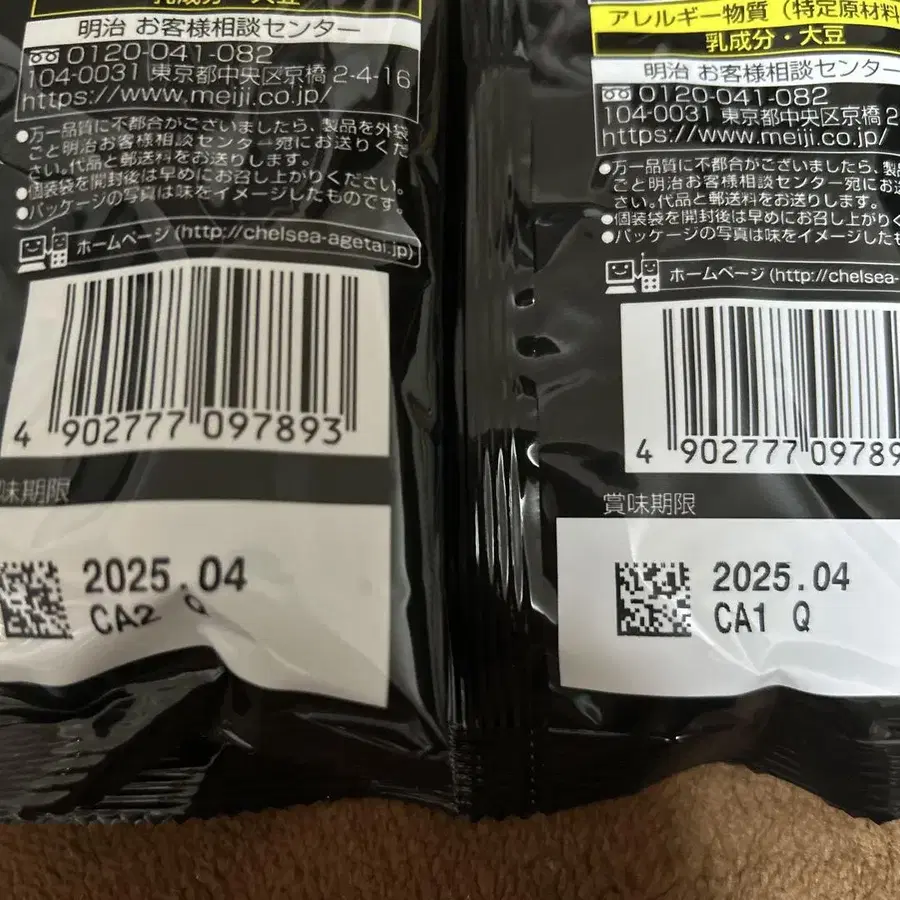 乳成分・大豆
明治 お客様相談センター
0120-041-082
104-0031 東京都中央区京橋 2-4-16
https://www.meiji.co.jp/
●万一品質に不都合がございましたら、製品を外袋
ごと明治お客様相談センター宛にお送りくだ
さい。代品と郵送料をお送りします。
●個装袋を開封後は早めにお召し上がりください。
●パッケージの写真は味をイメージしたものです。
ホームページ (http://chelsea-agetai.jp)
4 902777 097893
味期限
2025.04
CA2 Q
アレルギー物質 (特定原材料
乳成分・大豆
明治 お客様相談センター
0120-041-082
104-0031 東京都中央区京橋 2
https://www.meiji.co.jp/
●万一品質に不都合がございましたら、製品
ごと明治お客様相談センター宛にお送
さい。代品と郵送料をお送りします。
●個装袋を開封後は早めにお召し上がりく
●パッケージの写真は味をイメージしたも
ホームページ (http://chelsea-
4 902777 09789
賞味期限
2025.04
CA1 Q